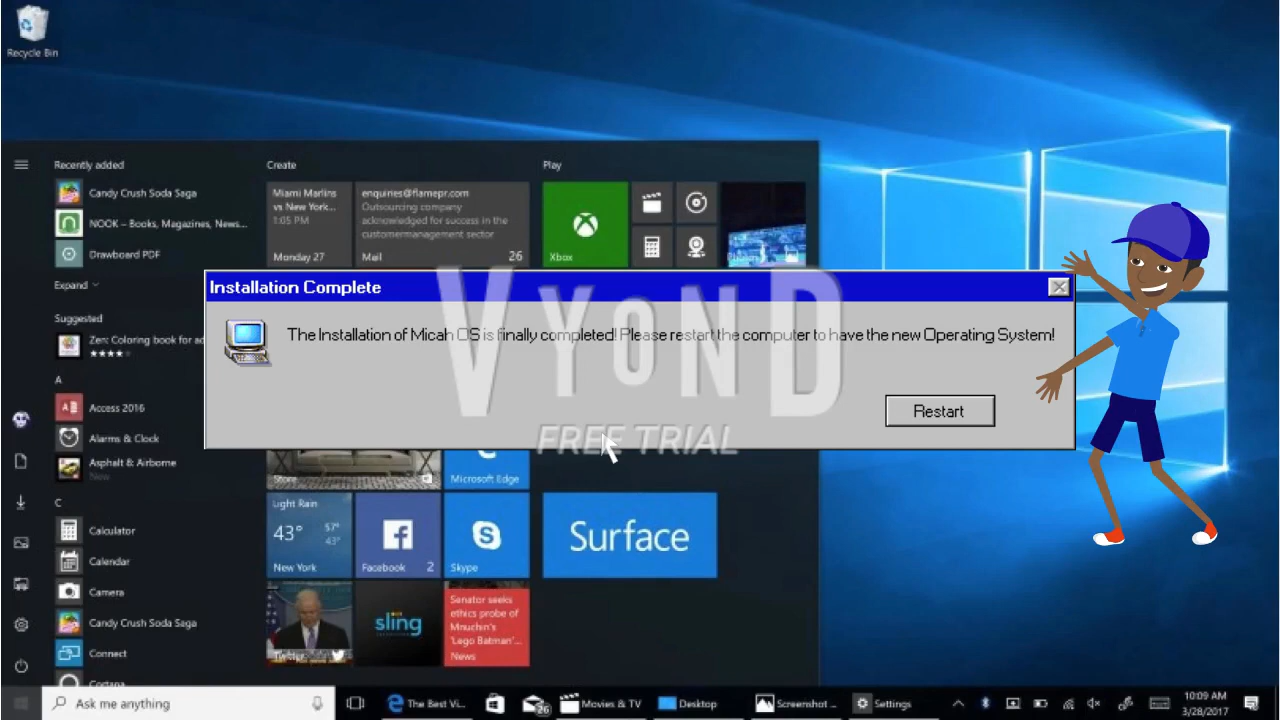 Recycle Bin
Recently added
Candy Crush Soda Saga
NOOK – Books, Magazines, News...
Drawboard PDF
Expand
Suggested
Zen: Coloring book for ad
A
Access 2016
Alarms & Clock
Asphalt & Airborne
New
C
Calculator
Calendar
Camera
Candy Crush Soda Saga
Connect
Cortana
Create
Miami Marlins
vs New York...
1:05 PM
Monday 27
enquiries@flamepr.com
Outsourcing company
acknowledged for success in the
customermanagement sector
Mail 26
Play
Xbox
Installation Complete
The Installation of Micah OS is finally completed! Please restart the computer to have the new Operating System!
Restart
VYOND
FREE TRIAL
Store
Microsoft Edge
Light Rain
43° 57°
43°
New York
Facebook 2
Skype
Surface
Twitter
sling
Senator seeks
ethics probe of
Mnuchin's
'Lego Batman'...
News
Ask me anything
The Best Vi...
26
Movies & TV
Desktop
Screenshot ...
Settings
10:09 AM
3/28/2017